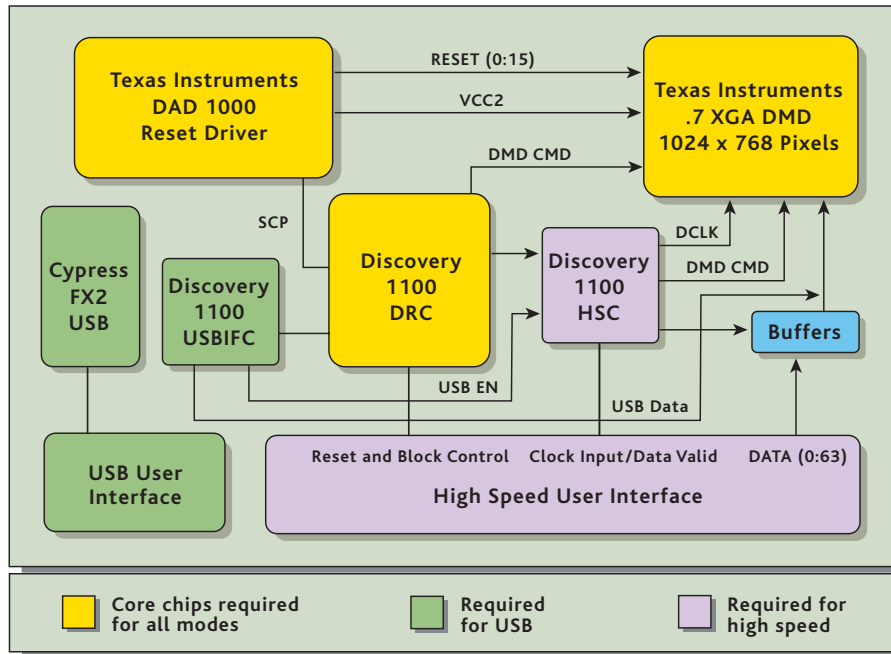 Texas Instruments
DAD 1000
Reset Driver
RESET (0:15)
VCC2
Texas Instruments
.7 XGA DMD
1024 x 768 Pixels
DMD CMD
SCP
Cypress
FX2
USB
Discovery
1100
USBIFC
Discovery
1100
DRC
Discovery
1100
HSC
DCLK
DMD CMD
Buffers
USB EN
USB Data
USB User
Interface
Reset and Block Control
Clock Input/Data Valid
DATA (0:63)
High Speed User Interface
Core chips required
for all modes
Required
for USB
Required for
high speed